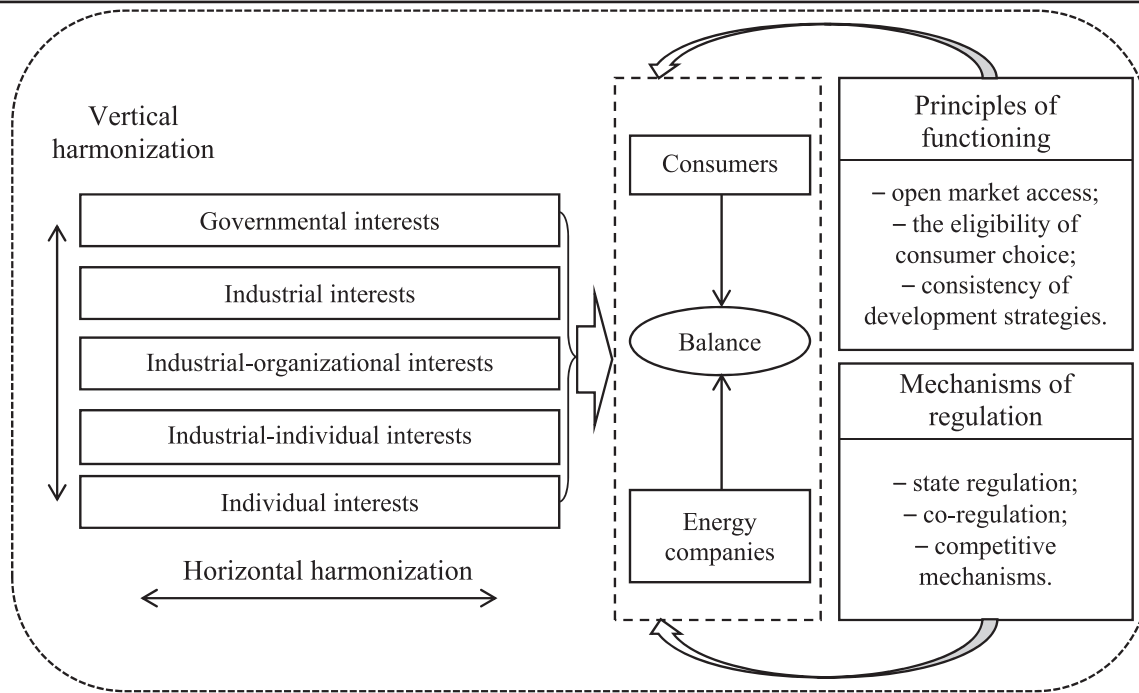 Vertical
harmonization
Governmental interests
Industrial interests
Industrial-organizational interests
Industrial-individual interests
Individual interests
Horizontal harmonization
Consumers
Balance
Energy
companies
Principles of
functioning
– open market access;
– the eligibility of
consumer choice;
– consistency of
development strategies.
Mechanisms of
regulation
– state regulation;
– co-regulation;
– competitive
mechanisms.